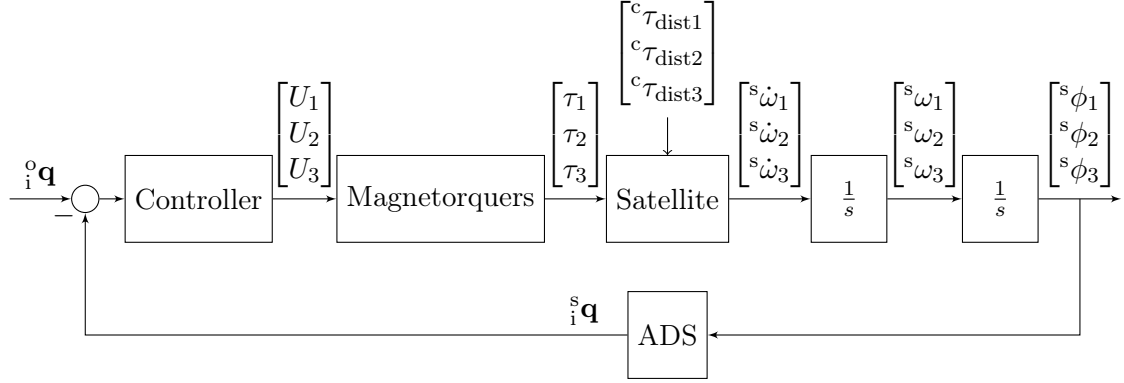 [ᶜτ_dist1
ᶜτ_dist2
ᶜτ_dist3]
[U₁
U₂
U₃]
[τ₁
τ₂
τ₃]
[ˢω̇₁
ˢω̇₂
ˢω̇₃]
[ˢω₁
ˢω₂
ˢω₃]
[ˢϕ₁
ˢϕ₂
ˢϕ₃]
ᵒᵢq
−
Controller
Magnetorquers
Satellite
1/s
1/s
ˢᵢq
ADS